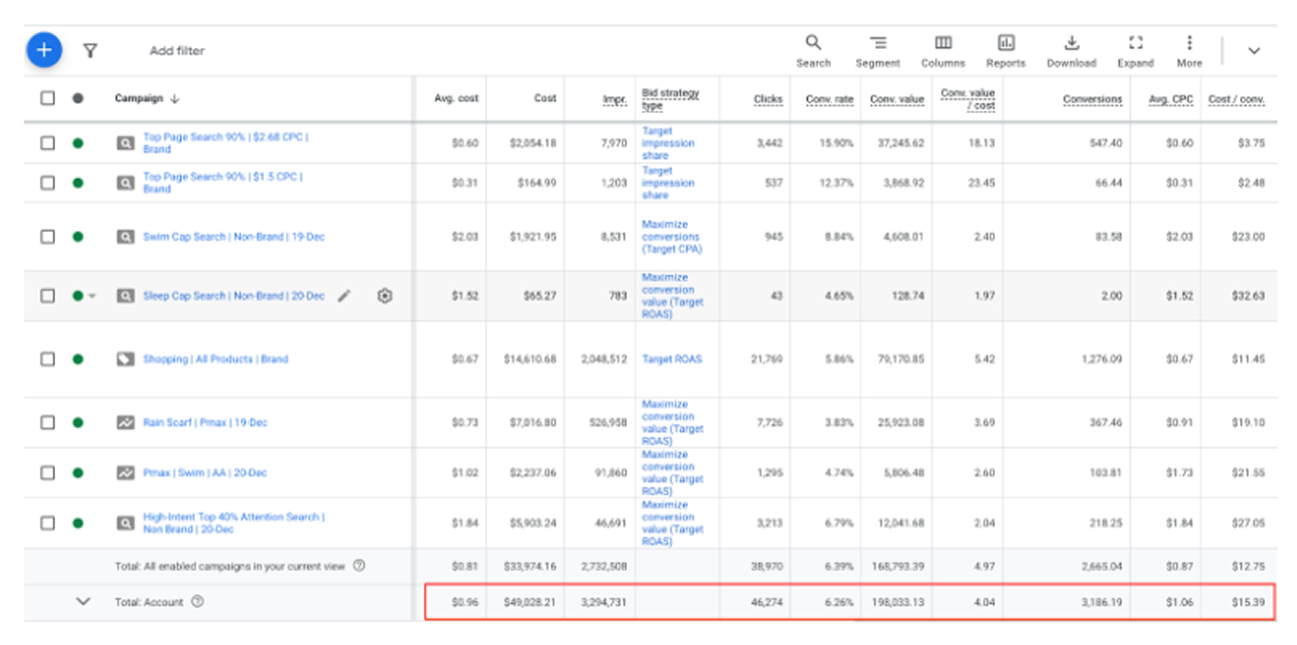 Add filter
Search Segment Columns Reports Download Expand More
Campaign Avg. cost Cost Impr. Bid strategy type Clicks Conv. rate Conv. value Conv. value / cost Conversions Avg. CPC Cost / conv.
Top Page Search 90% | $2.68 CPC | Brand $0.60 $2,054.18 7,970 Target impression share 3,442 15.90% 37,245.62 18.13 547.40 $0.60 $3.75
Top Page Search 90% | $1.5 CPC | Brand $0.31 $164.99 1,203 Target impression share 537 12.37% 3,868.92 23.45 66.44 $0.31 $2.48
Swim Cap Search | Non-Brand | 19-Dec $2.03 $1,921.95 8,531 Maximize conversions (Target CPA) 945 8.84% 4,608.01 2.40 83.58 $2.03 $23.00
Sleep Cap Search | Non-Brand | 20-Dec $1.52 $65.27 783 Maximize conversion value (Target ROAS) 43 4.65% 128.74 1.97 2.00 $1.52 $32.63
Shopping | All Products | Brand $0.67 $14,610.68 2,048,512 Target ROAS 21,769 5.86% 79,170.85 5.42 1,276.09 $0.67 $11.45
Rain Scarf | Pmax | 19-Dec $0.73 $7,016.80 526,958 Maximize conversion value (Target ROAS) 7,726 3.83% 25,923.08 3.69 367.46 $0.91 $19.10
Pmax | Swim | AA | 20-Dec $1.02 $2,237.06 91,860 Maximize conversion value (Target ROAS) 1,295 4.74% 5,806.48 2.60 103.81 $1.73 $21.55
High-Intent Top 40% Attention Search | Non Brand | 20-Dec $1.84 $5,903.24 46,691 Maximize conversion value (Target ROAS) 3,213 6.79% 12,041.68 2.04 218.25 $1.84 $27.05
Total: All enabled campaigns in your current view $0.81 $33,974.16 2,732,508 38,970 6.39% 168,793.39 4.97 2,665.04 $0.87 $12.75
Total: Account $0.96 $49,028.21 3,294,731 46,274 6.26% 198,033.13 4.04 3,186.19 $1.06 $15.39